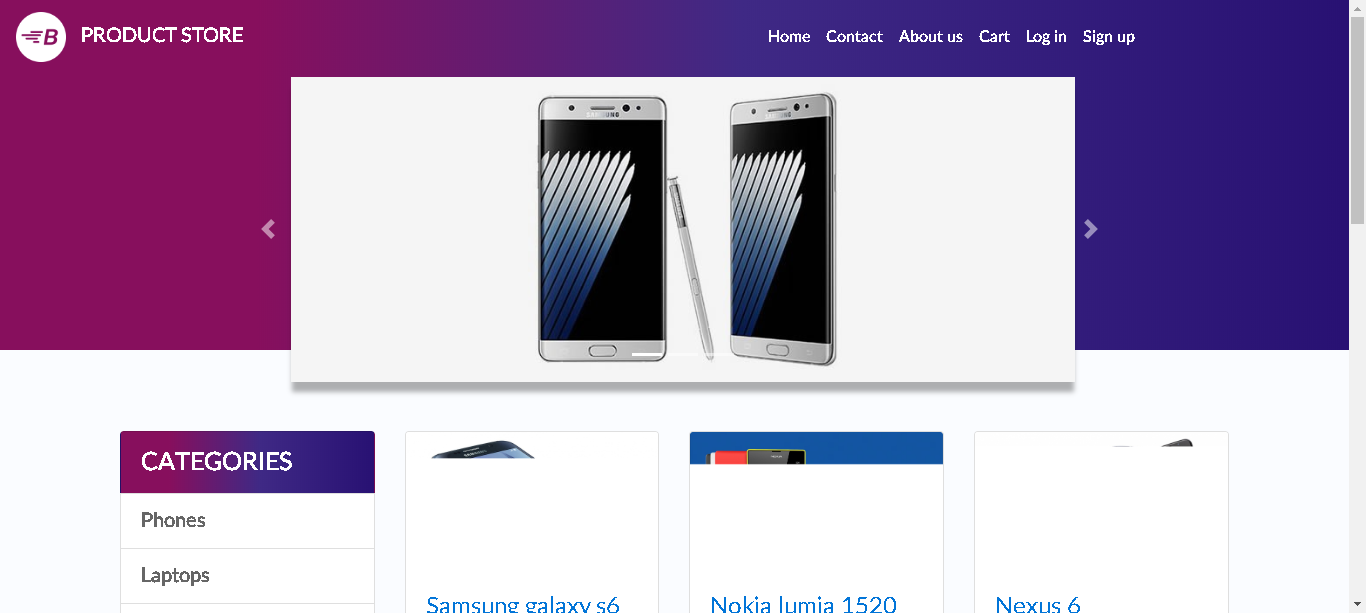 B PRODUCT STORE
Home Contact About us Cart Log in Sign up
SAMSUNG SAMSUNG
CATEGORIES
Phones
Laptops
Samsung galaxy s6
Nokia lumia 1520
Nexus 6